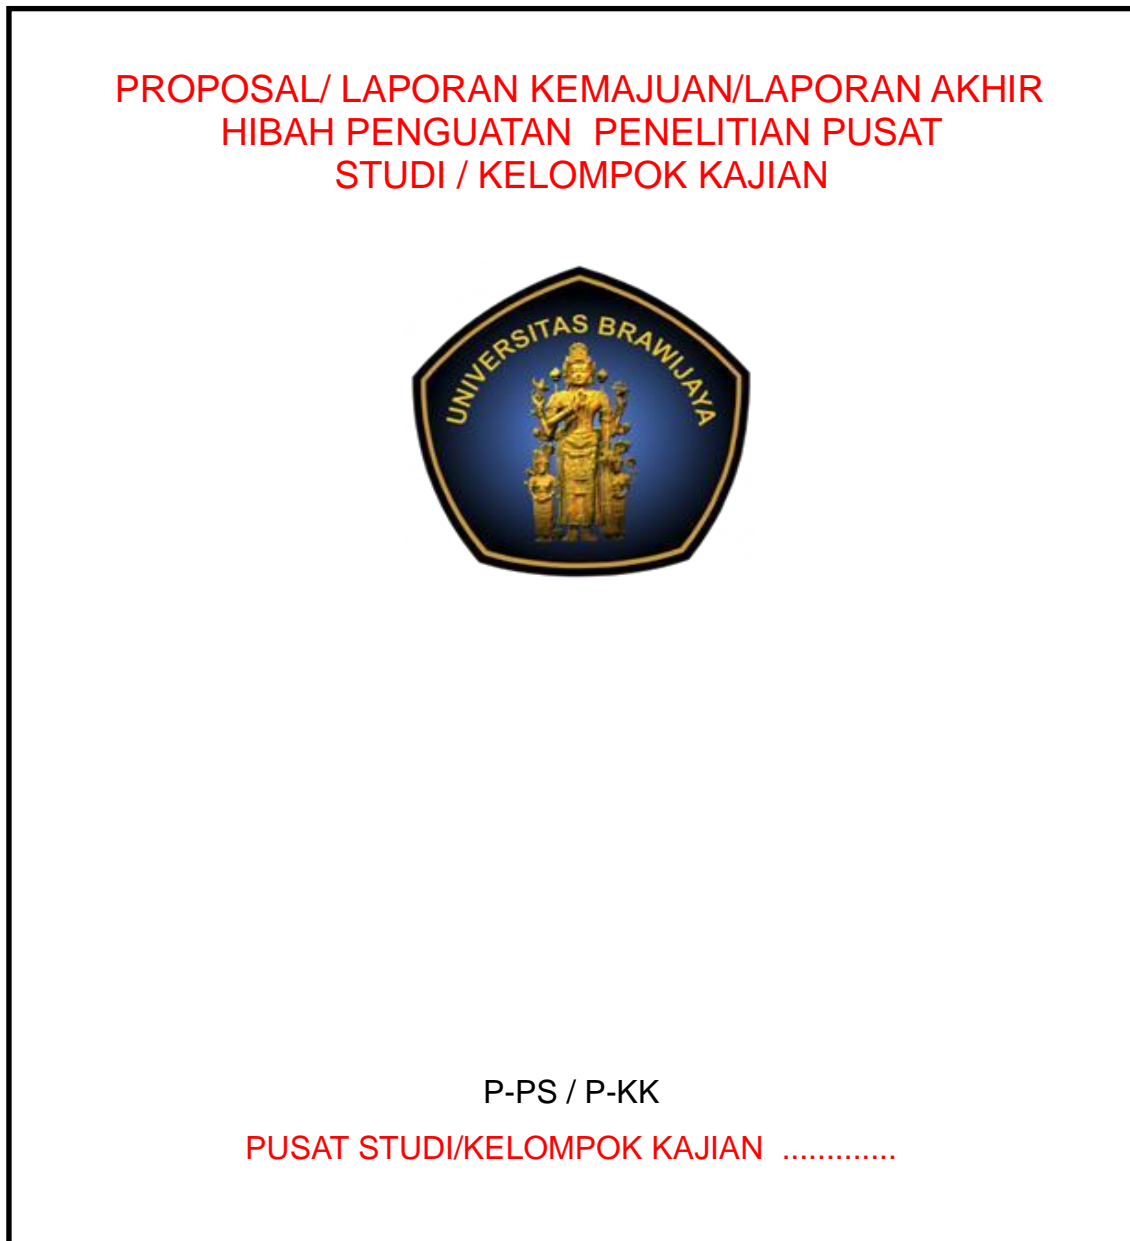 PROPOSAL/ LAPORAN KEMAJUAN/LAPORAN AKHIR
HIBAH PENGUATAN  PENELITIAN PUSAT
STUDI / KELOMPOK KAJIAN
UNIVERSITAS BRAWIJAYA
P-PS / P-KK
PUSAT STUDI/KELOMPOK KAJIAN  .............